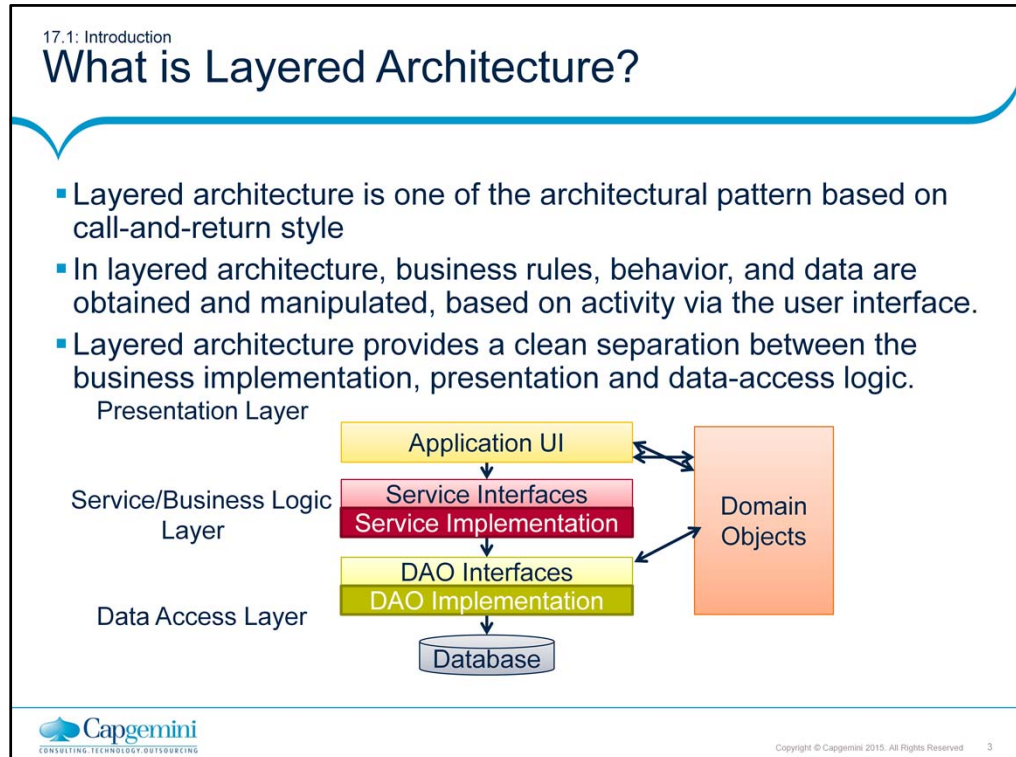 17.1: Introduction
What is Layered Architecture?
▪ Layered architecture is one of the architectural pattern based on
call-and-return style
▪ In layered architecture, business rules, behavior, and data are
obtained and manipulated, based on activity via the user interface.
▪ Layered architecture provides a clean separation between the
business implementation, presentation and data-access logic.
Presentation Layer
Application UI
Service/Business Logic
Layer
Service Interfaces
Service Implementation
Domain
Objects
DAO Interfaces
DAO Implementation
Data Access Layer
Database
Capgemini
CONSULTING.TECHNOLOGY.OUTSOURCING
Copyright © Capgemini 2015. All Rights Reserved 3